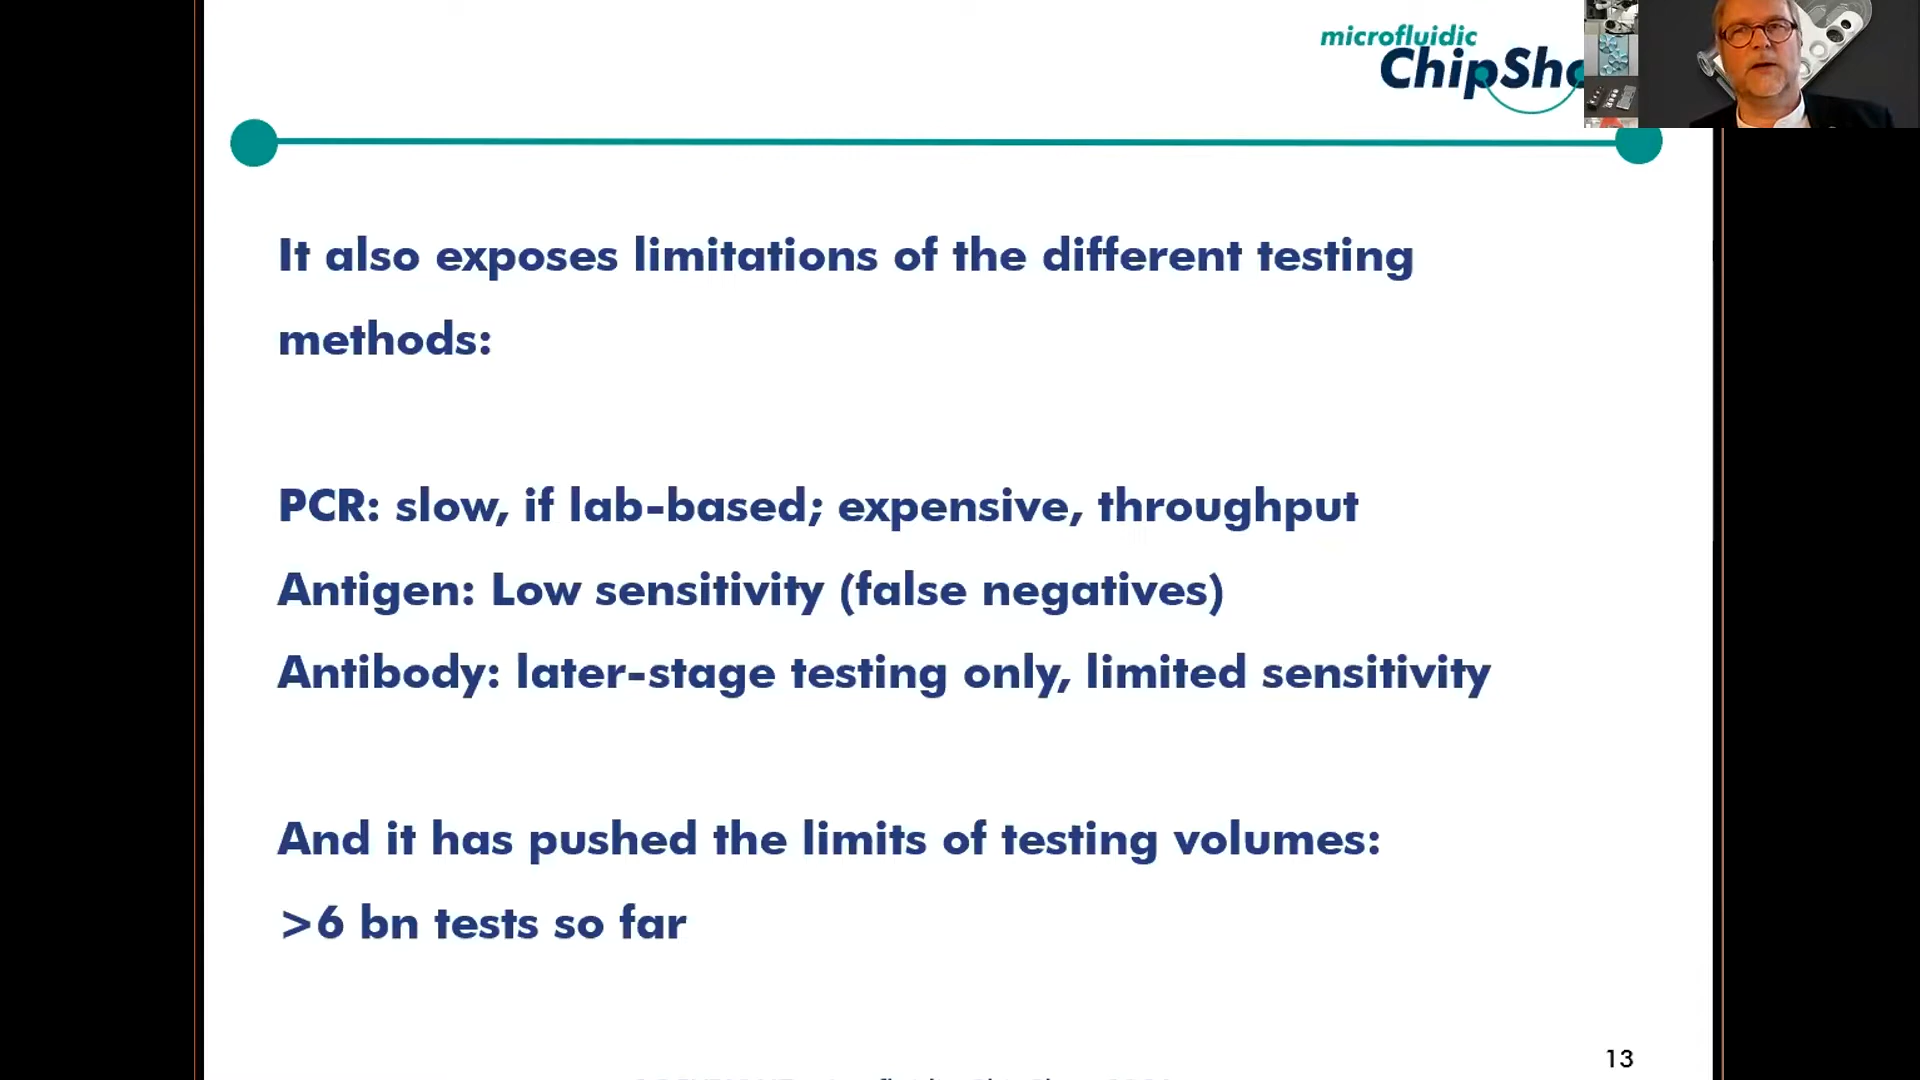 microfluidic
ChipSho
It also exposes limitations of the different testing
methods:
PCR: slow, if lab-based; expensive, throughput
Antigen: Low sensitivity (false negatives)
Antibody: later-stage testing only, limited sensitivity
And it has pushed the limits of testing volumes:
>6 bn tests so far
13